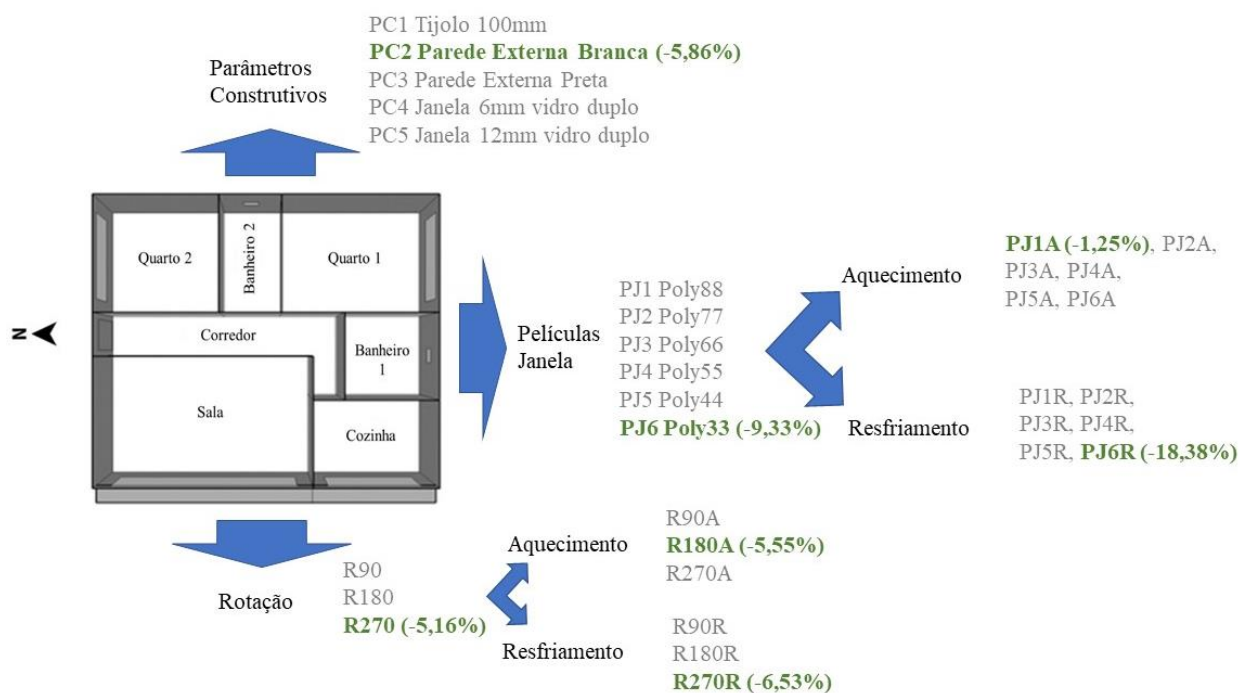 PC1 Tijolo 100mm
PC2 Parede Externa Branca (-5,86%)
PC3 Parede Externa Preta
PC4 Janela 6mm vidro duplo
PC5 Janela 12mm vidro duplo
Parâmetros
Construtivos
Quarto 2
Banheiro 2
Quarto 1
N
Corredor
Banheiro
1
Sala
Cozinha
Películas
Janela
PJ1 Poly88
PJ2 Poly77
PJ3 Poly66
PJ4 Poly55
PJ5 Poly44
PJ6 Poly33 (-9,33%)
Aquecimento
PJ1A (-1,25%), PJ2A,
PJ3A, PJ4A,
PJ5A, PJ6A
Resfriamento
PJ1R, PJ2R,
PJ3R, PJ4R,
PJ5R, PJ6R (-18,38%)
Rotação
R90
R180
R270 (-5,16%)
Aquecimento
R90A
R180A (-5,55%)
R270A
Resfriamento
R90R
R180R
R270R (-6,53%)